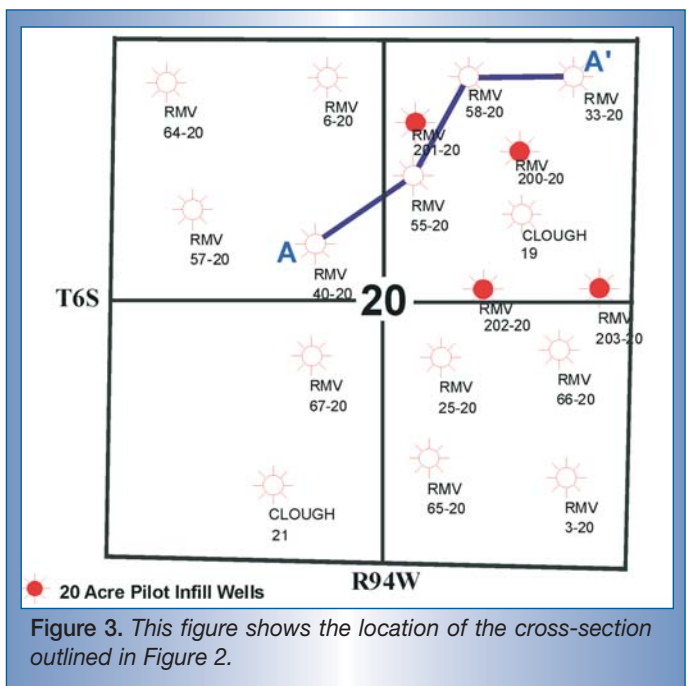 A'
RMV
64-20
RMV
6-20
RMV
58-20
RMV
33-20
RMV
201-20
RMV
200-20
RMV
57-20
A
RMV
40-20
RMV
55-20
CLOUGH
19
T6S
20
RMV
202-20
RMV
203-20
RMV
67-20
RMV
25-20
RMV
66-20
CLOUGH
21
RMV
65-20
RMV
3-20
R94W
20 Acre Pilot Infill Wells
Figure 3. This figure shows the location of the cross-section
outlined in Figure 2.